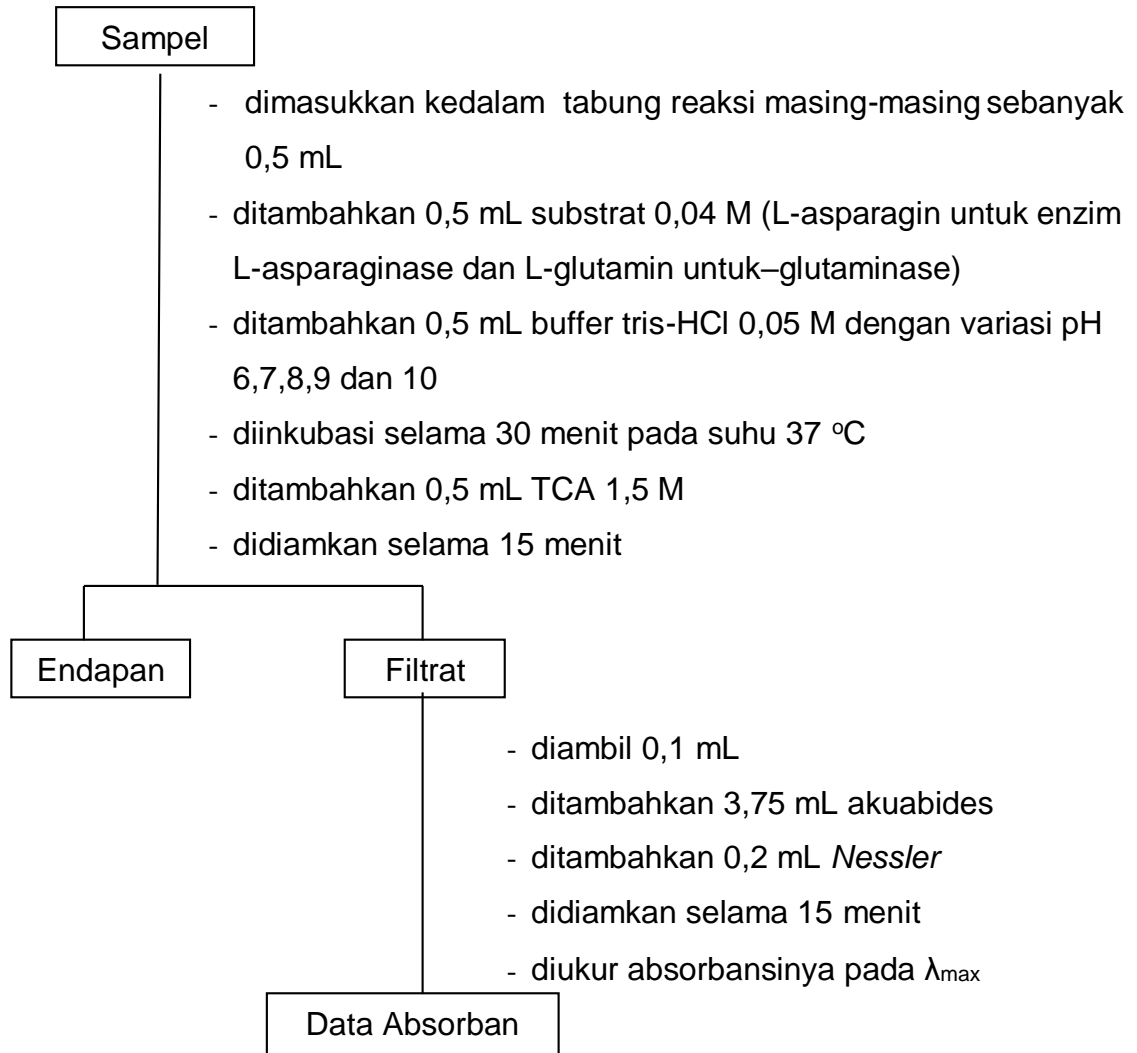 Sampel
- dimasukkan kedalam tabung reaksi masing-masing sebanyak
0,5 mL
- ditambahkan 0,5 mL substrat 0,04 M (L-asparagin untuk enzim
L-asparaginase dan L-glutamin untuk–glutaminase)
- ditambahkan 0,5 mL buffer tris-HCl 0,05 M dengan variasi pH
6,7,8,9 dan 10
- diinkubasi selama 30 menit pada suhu 37 ᵒC
- ditambahkan 0,5 mL TCA 1,5 M
- didiamkan selama 15 menit
Endapan
Filtrat
- diambil 0,1 mL
- ditambahkan 3,75 mL akuabides
- ditambahkan 0,2 mL Nessler
- didiamkan selama 15 menit
- diukur absorbansinya pada λmax
Data Absorban